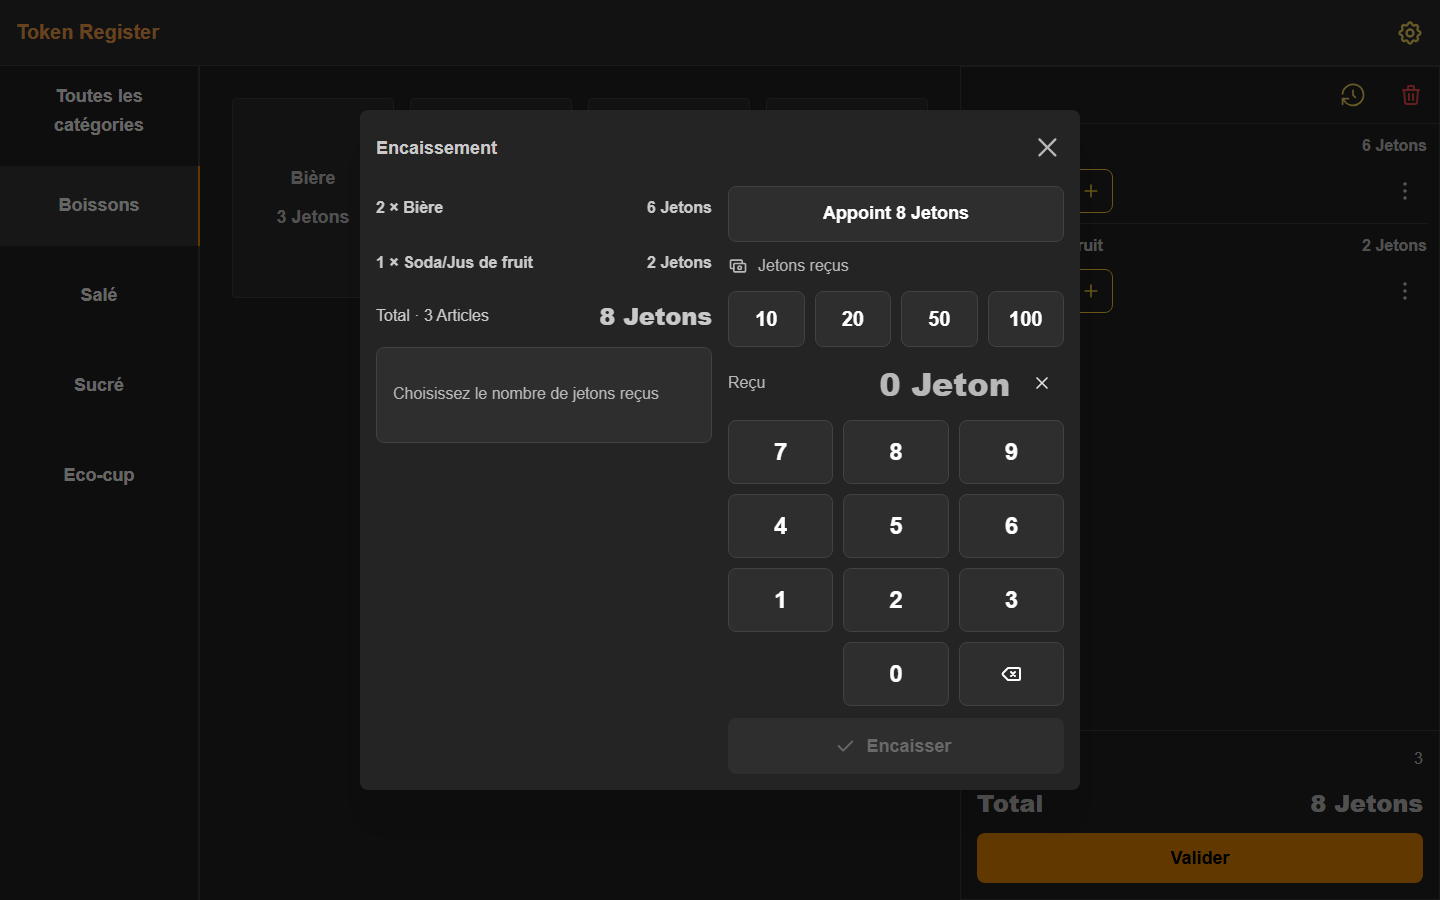 Token Register
Toutes les
catégories
Boissons
Salé
Sucré
Eco-cup
Bière
3 Jetons
Encaissement
2 × Bière
6 Jetons
1 × Soda/Jus de fruit
2 Jetons
Total · 3 Articles
8 Jetons
Choisissez le nombre de jetons reçus
Appoint 8 Jetons
Jetons reçus
10
20
50
100
Reçu
0 Jeton
7
8
9
4
5
6
1
2
3
0
Encaisser
6 Jetons
+
ruit
2 Jetons
+
3
Total
8 Jetons
Valider